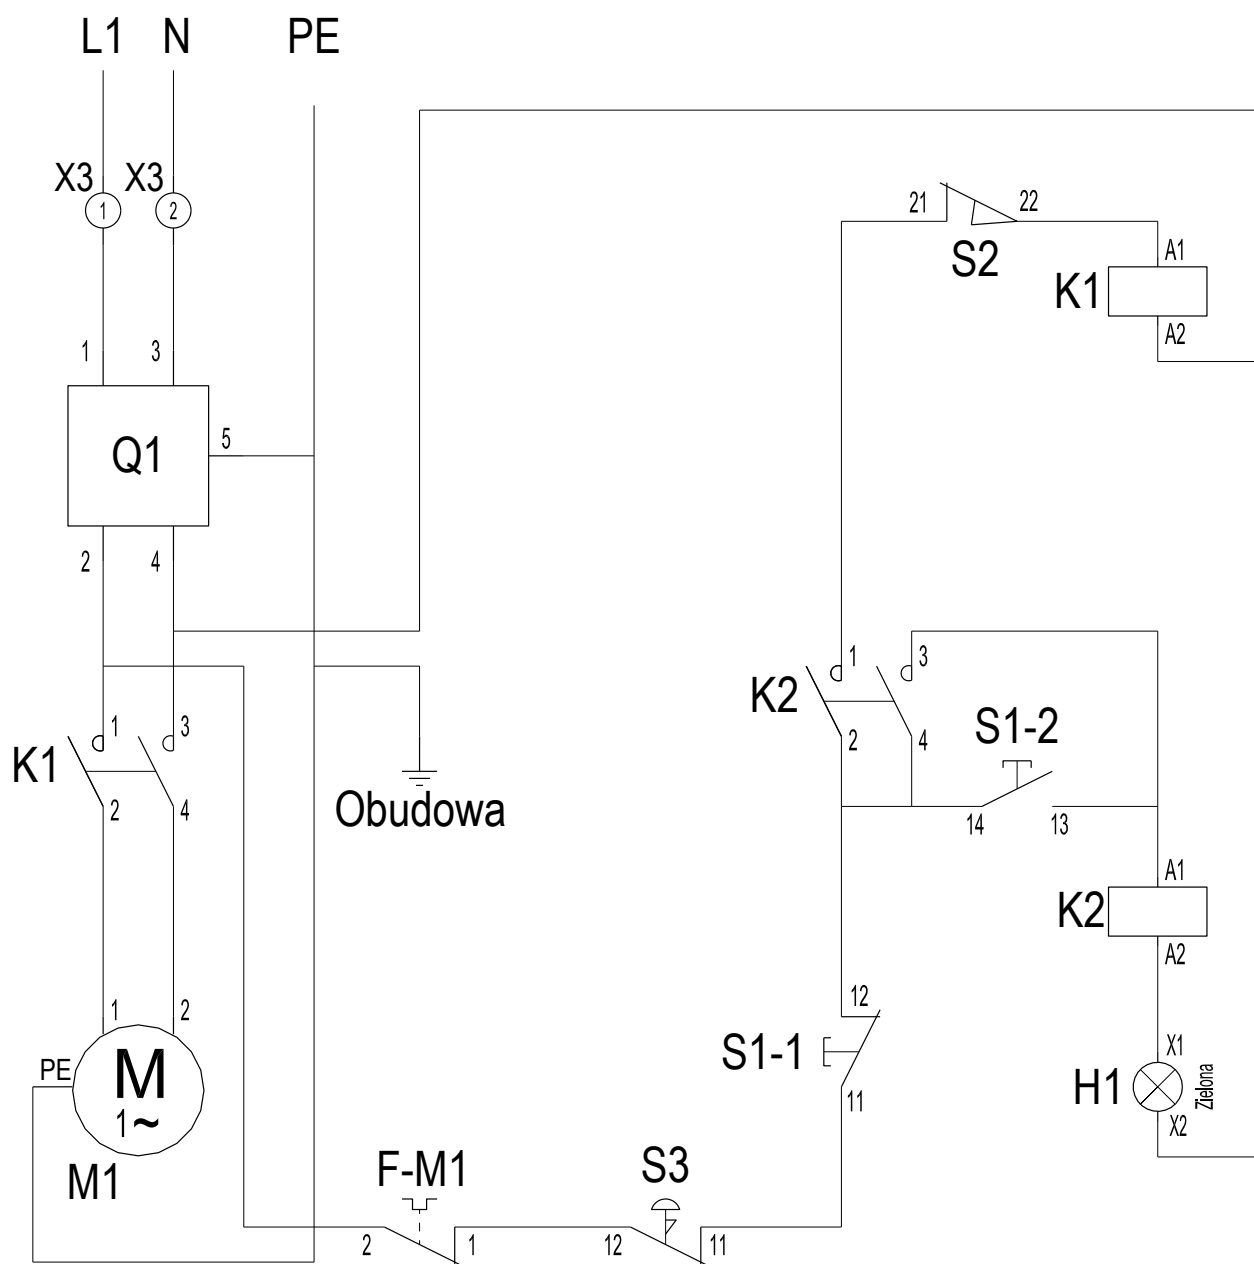 L1 N PE
X3 X3
1 2
21 22
S2
A1
K1
A2
1 3
Q1 5
2 4
1 3
K2
2 4
S1-2
14 13
1 3
K1
2 4
Obudowa
A1
K2
A2
1 2
PE M
1~
M1
12
S1-1
11
X1
H1 Zielona
X2
F-M1 S3
2 1 12 11